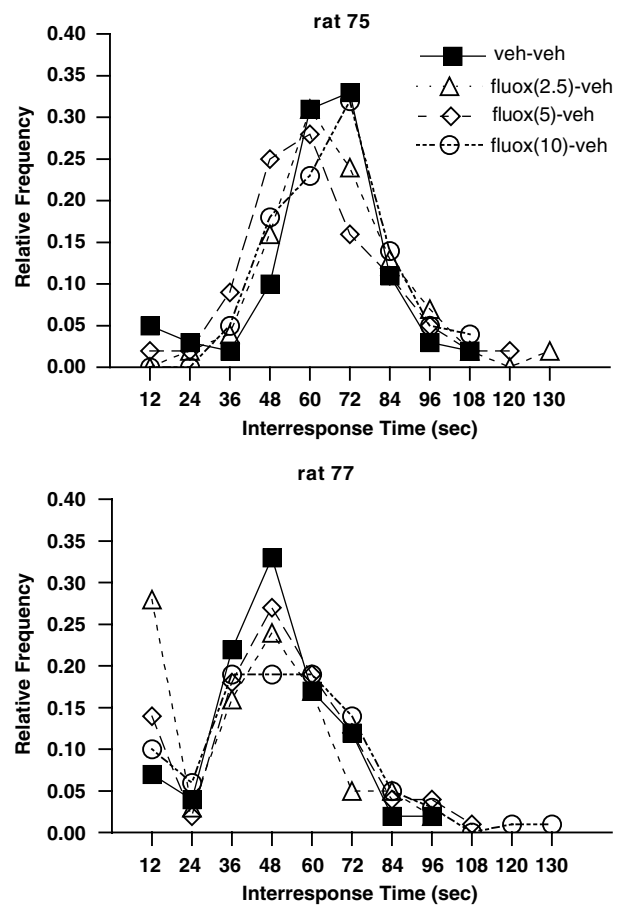 rat 75
0.40
0.35
0.30
0.25
0.20
0.15
0.10
0.05
0.00
Relative Frequency
veh-veh
fluox(2.5)-veh
fluox(5)-veh
fluox(10)-veh
12 24 36 48 60 72 84 96 108 120 130
Interresponse Time (sec)
rat 77
0.40
0.35
0.30
0.25
0.20
0.15
0.10
0.05
0.00
Relative Frequency
12 24 36 48 60 72 84 96 108 120 130
Interresponse Time (sec)